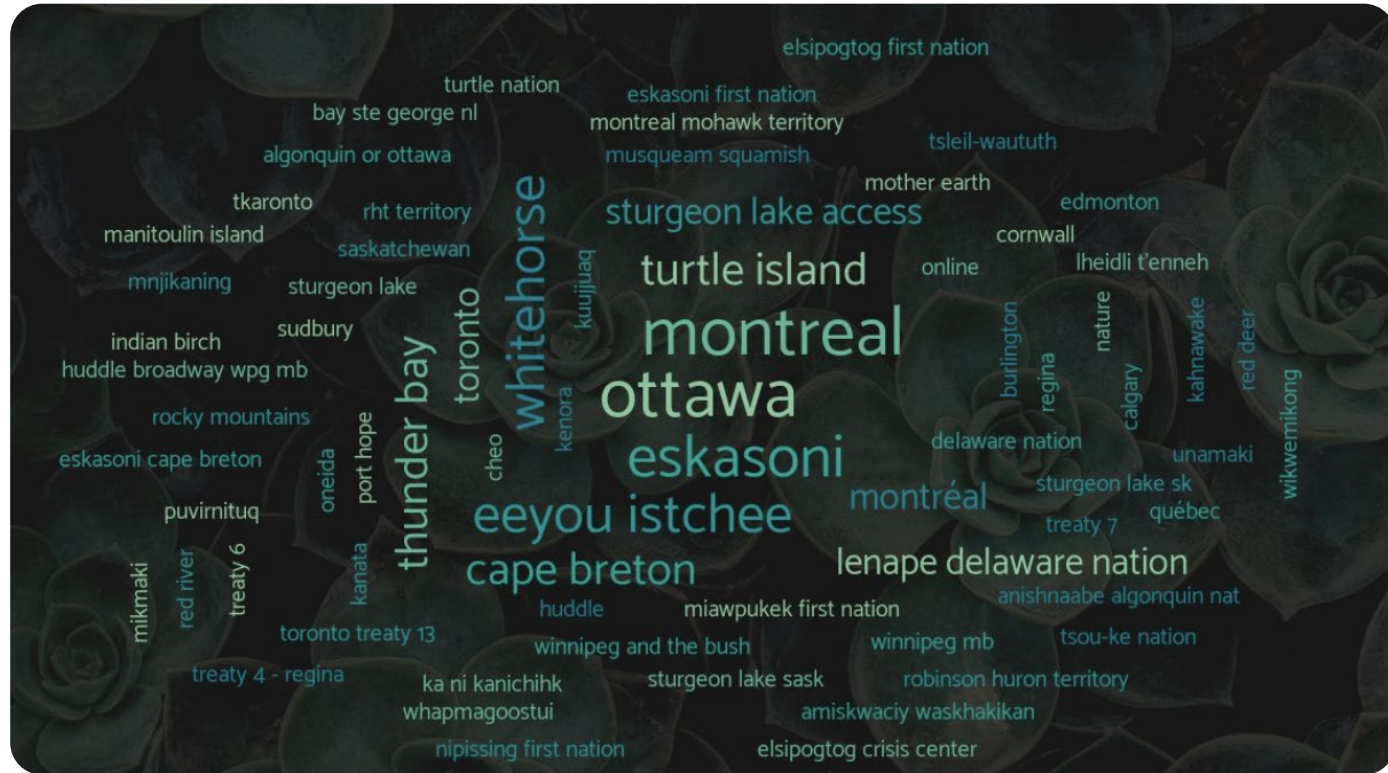 elsipogtog first nation
turtle nation
eskasoni first nation
bay ste george nl
montreal mohawk territory
tsleil-waututh
algonquin or ottawa
musqueam squamish
mother earth
tkaronto
rht territory
whitehorse
sturgeon lake access
edmonton
manitoulin island
saskatchewan
cornwall
kuujjuaq
turtle island
online
lheidli t'enneh
mnjikaning
sturgeon lake
toronto
montreal
burlington
nature
kahnawake
red deer
indian birch
sudbury
thunder bay
regina
calgary
huddle broadway wpg mb
ottawa
wikwemikong
rocky mountains
port hope
kenora
eskasoni cape breton
oneida
cheo
eskasoni
delaware nation
unamaki
puvirnituq
eeyou istchee
montréal
sturgeon lake sk
québec
treaty 7
mikmaki
red river
treaty 6
kanata
cape breton
lenape delaware nation
huddle
miawpukek first nation
anishnaabe algonquin nat
toronto treaty 13
winnipeg and the bush
winnipeg mb
tsou-ke nation
treaty 4 - regina
ka ni kanichihk
sturgeon lake sask
robinson huron territory
whapmagoostui
amiskwaciy waskhakikan
nipissing first nation
elsipogtog crisis center